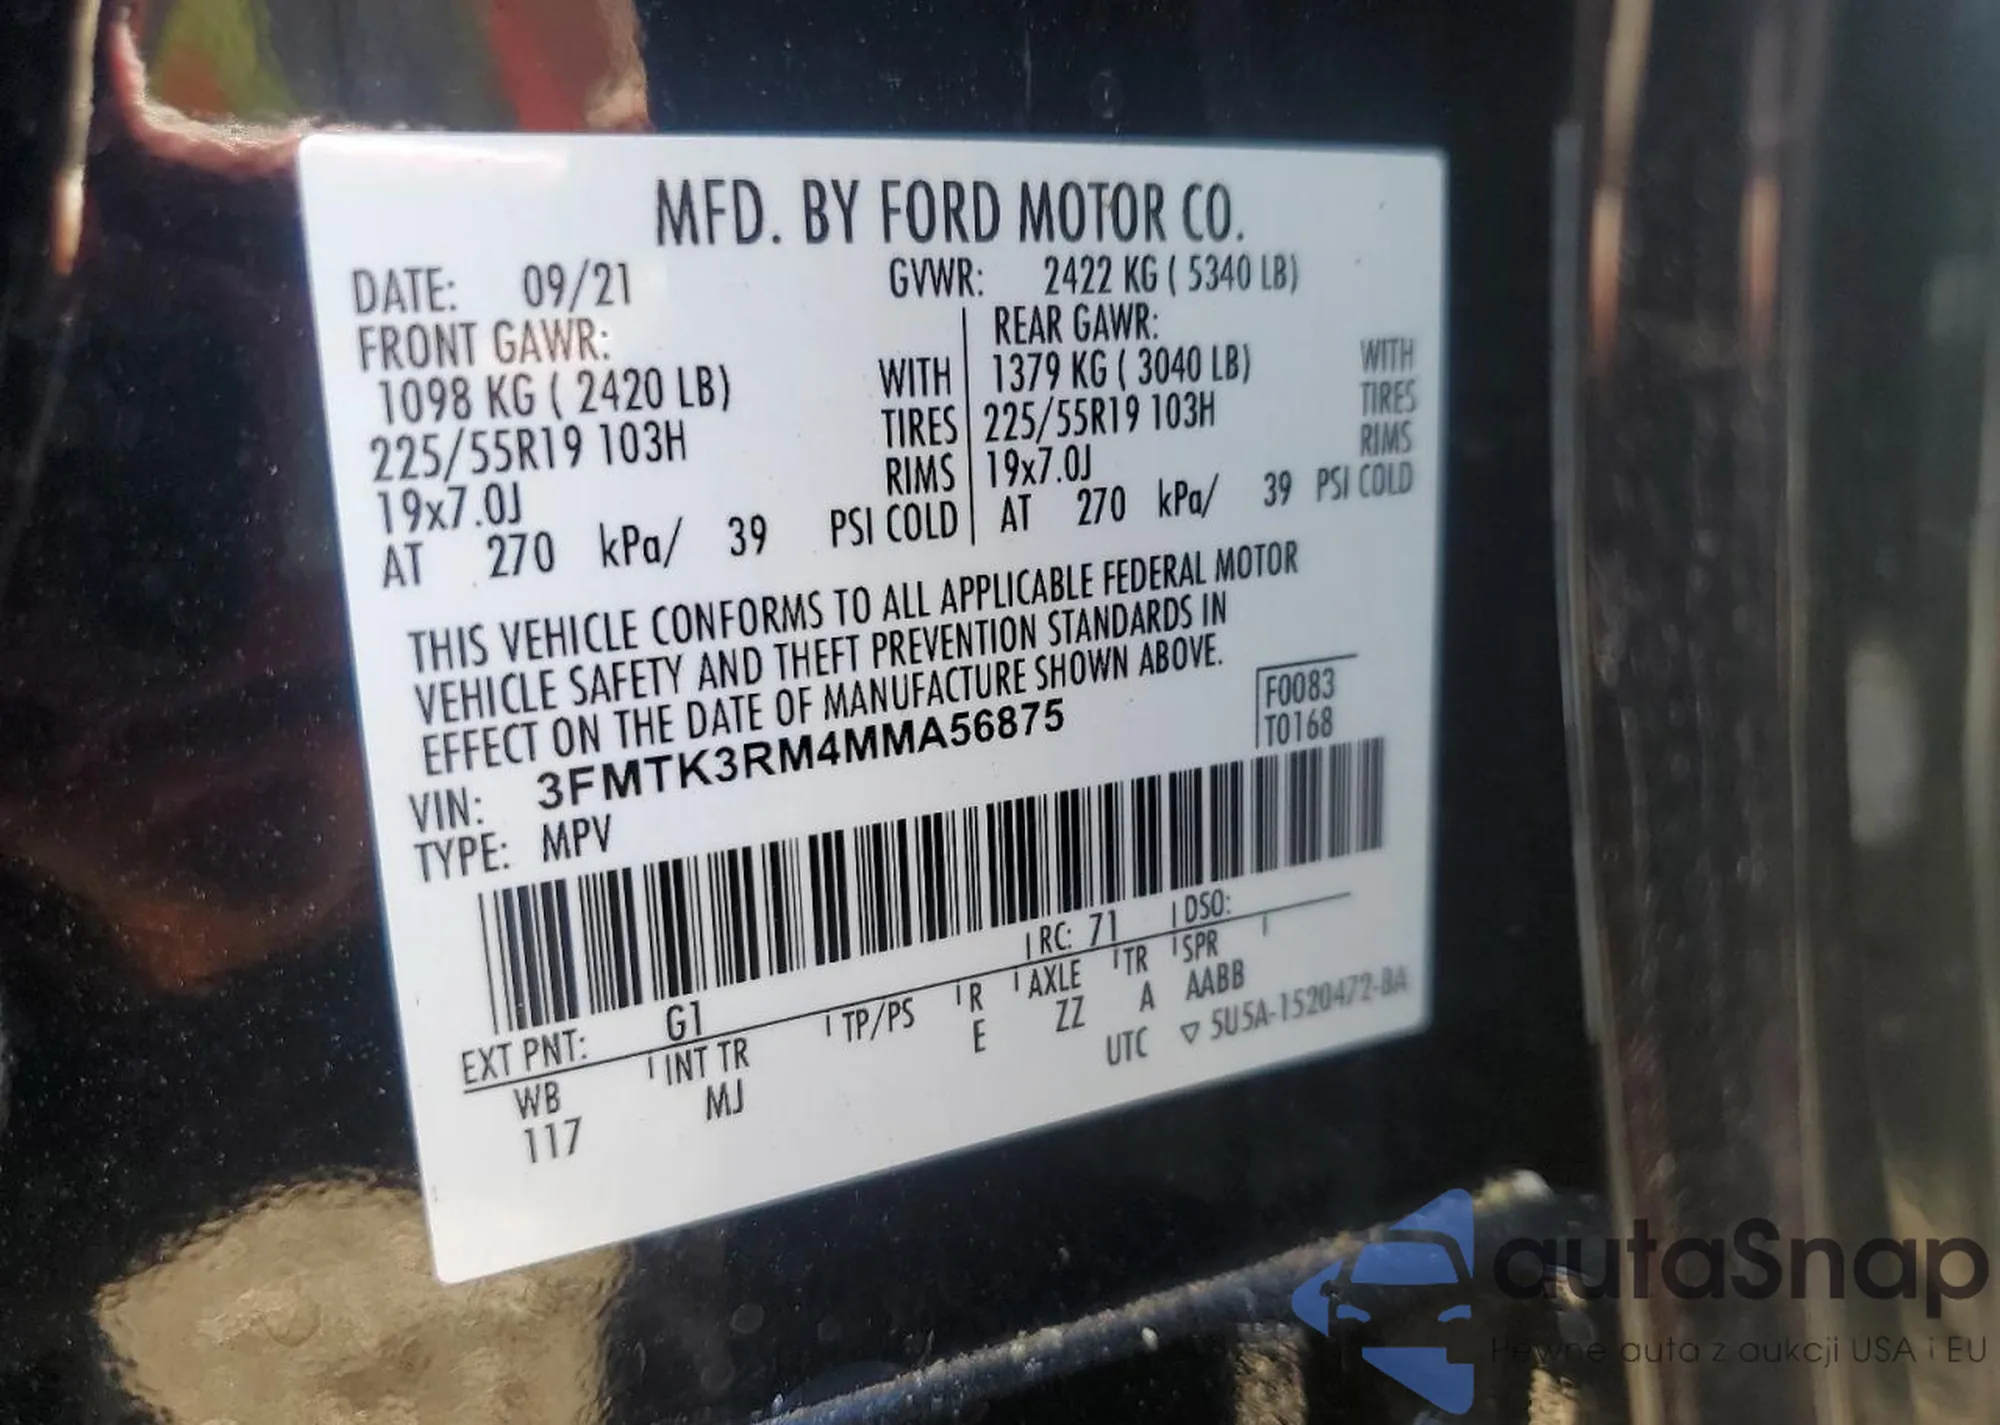 MFD. BY FORD MOTOR CO.
DATE: 09/21 GVWR: 2422 KG ( 5340 LB)
FRONT GAWR: REAR GAWR:
1098 KG ( 2420 LB) WITH 1379 KG ( 3040 LB) WITH
225/55R19 103H TIRES 225/55R19 103H TIRES
19x7.0J RIMS 19x7.0J RIMS
AT 270 kPa/ 39 PSI COLD AT 270 kPa/ 39 PSI COLD
THIS VEHICLE CONFORMS TO ALL APPLICABLE FEDERAL MOTOR
VEHICLE SAFETY AND THEFT PREVENTION STANDARDS IN
EFFECT ON THE DATE OF MANUFACTURE SHOWN ABOVE.
F0083
T0168
VIN: 3FMTK3RM4MMA56875
TYPE: MPV
EXT PNT: G1 RC: 71 DSO:
WB INT TR TP/PS R AXLE TR SPR
117 MJ E ZZ A AABB
UTC ▽ 5U5A-1520472-BA
autaSnap
Pewne auta z aukcji USA i EU